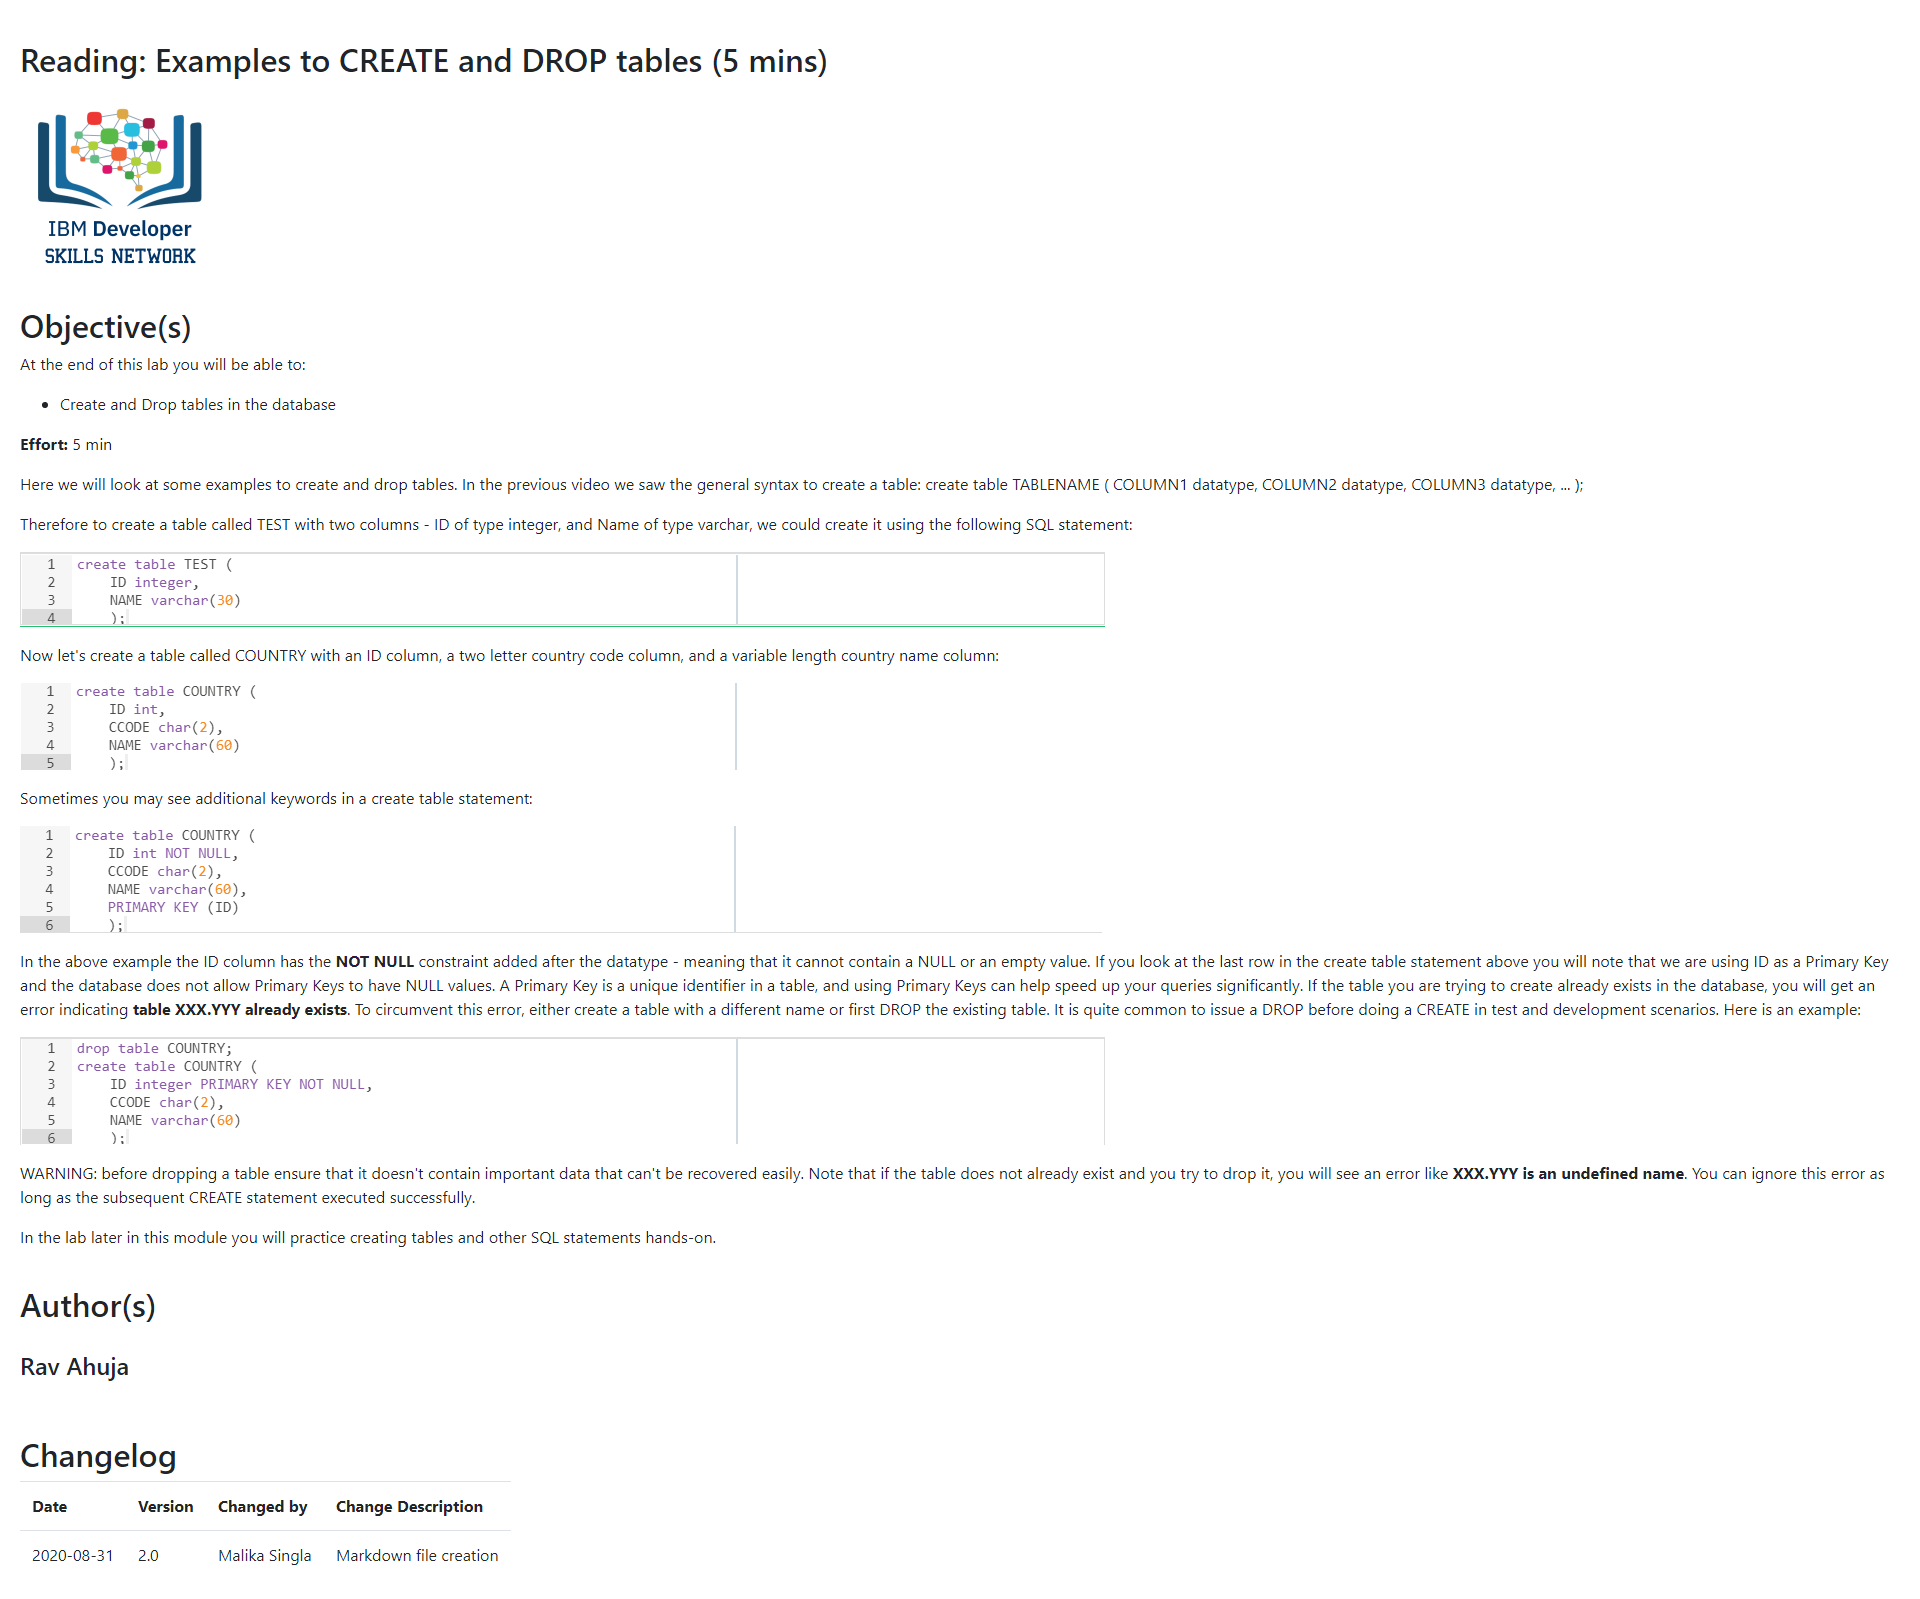 Reading: Examples to CREATE and DROP tables (5 mins)
IBM Developer
SKILLS NETWORK
Objective(s)
At the end of this lab you will be able to:
• Create and Drop tables in the database
Effort: 5 min
Here we will look at some examples to create and drop tables. In the previous video we saw the general syntax to create a table: create table TABLENAME ( COLUMN1 datatype, COLUMN2 datatype, COLUMN3 datatype, ... );
Therefore to create a table called TEST with two columns - ID of type integer, and Name of type varchar, we could create it using the following SQL statement:
1 create table TEST (
2     ID integer,
3     NAME varchar(30)
4     );
Now let's create a table called COUNTRY with an ID column, a two letter country code column, and a variable length country name column:
1 create table COUNTRY (
2     ID int,
3     CCODE char(2),
4     NAME varchar(60)
5     );
Sometimes you may see additional keywords in a create table statement:
1 create table COUNTRY (
2     ID int NOT NULL,
3     CCODE char(2),
4     NAME varchar(60),
5     PRIMARY KEY (ID)
6     );
In the above example the ID column has the NOT NULL constraint added after the datatype - meaning that it cannot contain a NULL or an empty value. If you look at the last row in the create table statement above you will note that we are using ID as a Primary Key
and the database does not allow Primary Keys to have NULL values. A Primary Key is a unique identifier in a table, and using Primary Keys can help speed up your queries significantly. If the table you are trying to create already exists in the database, you will get an
error indicating table XXX.YYY already exists. To circumvent this error, either create a table with a different name or first DROP the existing table. It is quite common to issue a DROP before doing a CREATE in test and development scenarios. Here is an example:
1 drop table COUNTRY;
2 create table COUNTRY (
3     ID integer PRIMARY KEY NOT NULL,
4     CCODE char(2),
5     NAME varchar(60)
6     );
WARNING: before dropping a table ensure that it doesn't contain important data that can't be recovered easily. Note that if the table does not already exist and you try to drop it, you will see an error like XXX.YYY is an undefined name. You can ignore this error as
long as the subsequent CREATE statement executed successfully.
In the lab later in this module you will practice creating tables and other SQL statements hands-on.
Author(s)
Rav Ahuja
Changelog
Date Version Changed by Change Description
2020-08-31 2.0 Malika Singla Markdown file creation